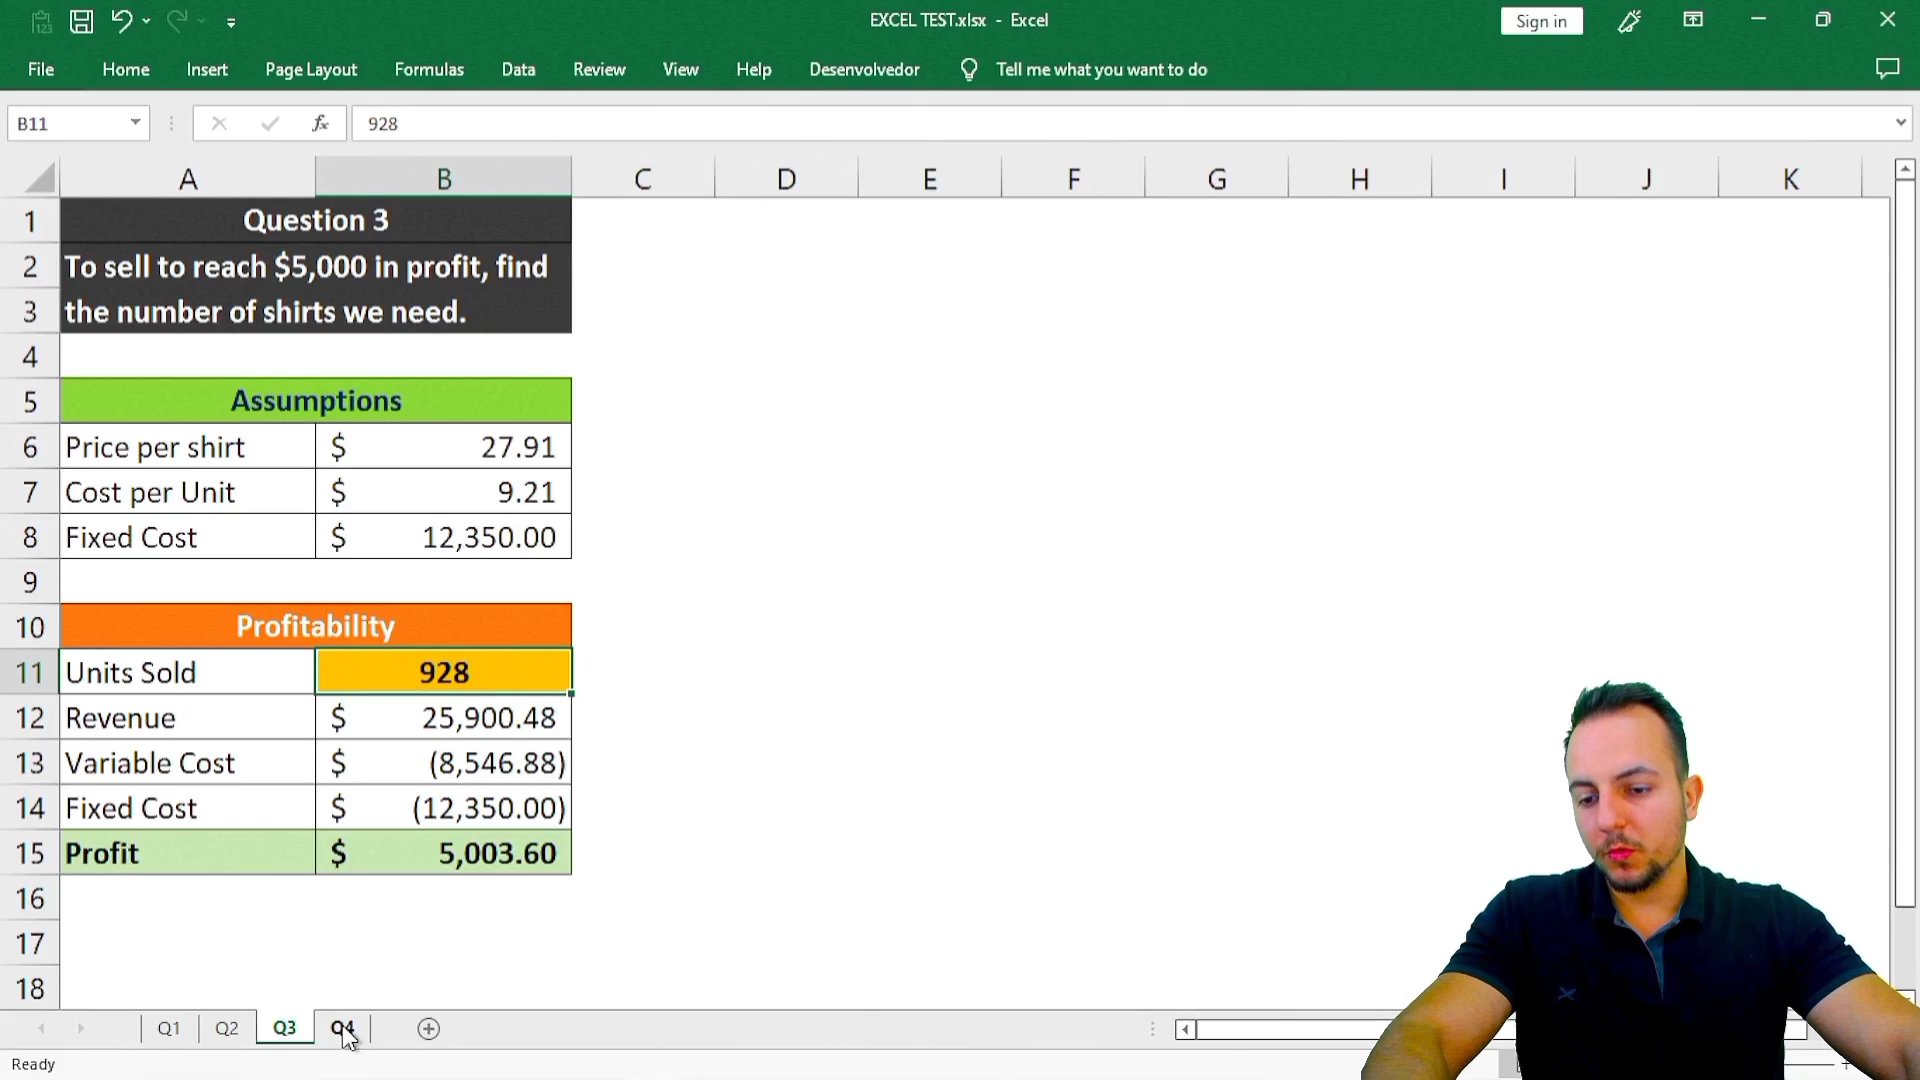 EXCEL TEST.xlsx - Excel
Sign in
File Home Insert Page Layout Formulas Data Review View Help Desenvolvedor Tell me what you want to do
B11 fx 928
A B C D E F G H I J K
1 Question 3
2 To sell to reach $5,000 in profit, find
3 the number of shirts we need.
4
5 Assumptions
6 Price per shirt $ 27.91
7 Cost per Unit $ 9.21
8 Fixed Cost $ 12,350.00
9
10 Profitability
11 Units Sold 928
12 Revenue $ 25,900.48
13 Variable Cost $ (8,546.88)
14 Fixed Cost $ (12,350.00)
15 Profit $ 5,003.60
16
17
18
Q1 Q2 Q3 Q4
Ready